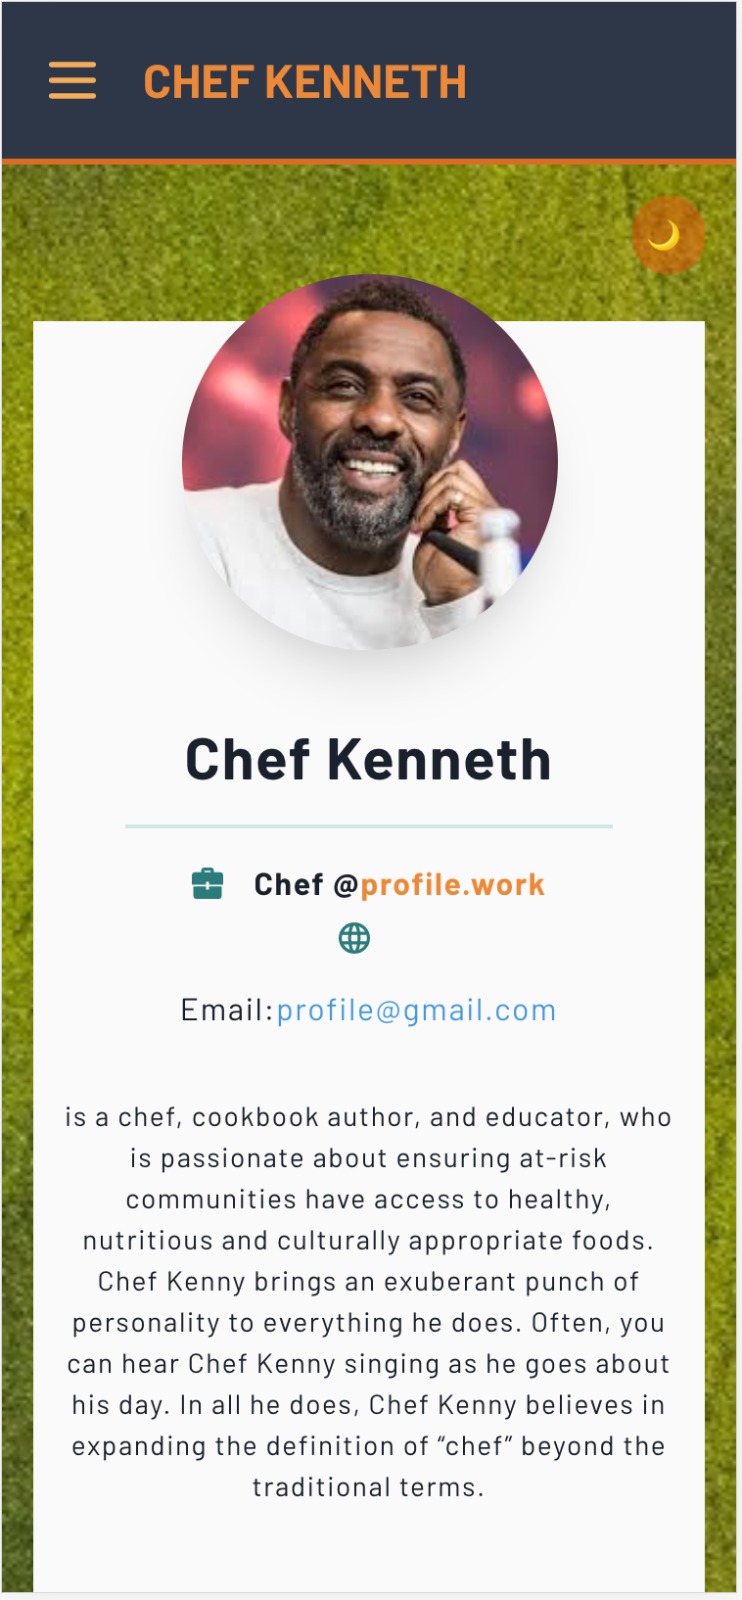 CHEF KENNETH
Chef Kenneth
Chef @profile.work
Email:profile@gmail.com
is a chef, cookbook author, and educator, who
is passionate about ensuring at-risk
communities have access to healthy,
nutritious and culturally appropriate foods.
Chef Kenny brings an exuberant punch of
personality to everything he does. Often, you
can hear Chef Kenny singing as he goes about
his day. In all he does, Chef Kenny believes in
expanding the definition of “chef” beyond the
traditional terms.